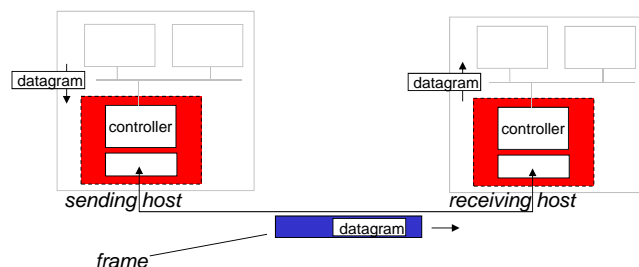 datagram
controller
sending host
datagram
controller
receiving host
datagram
frame